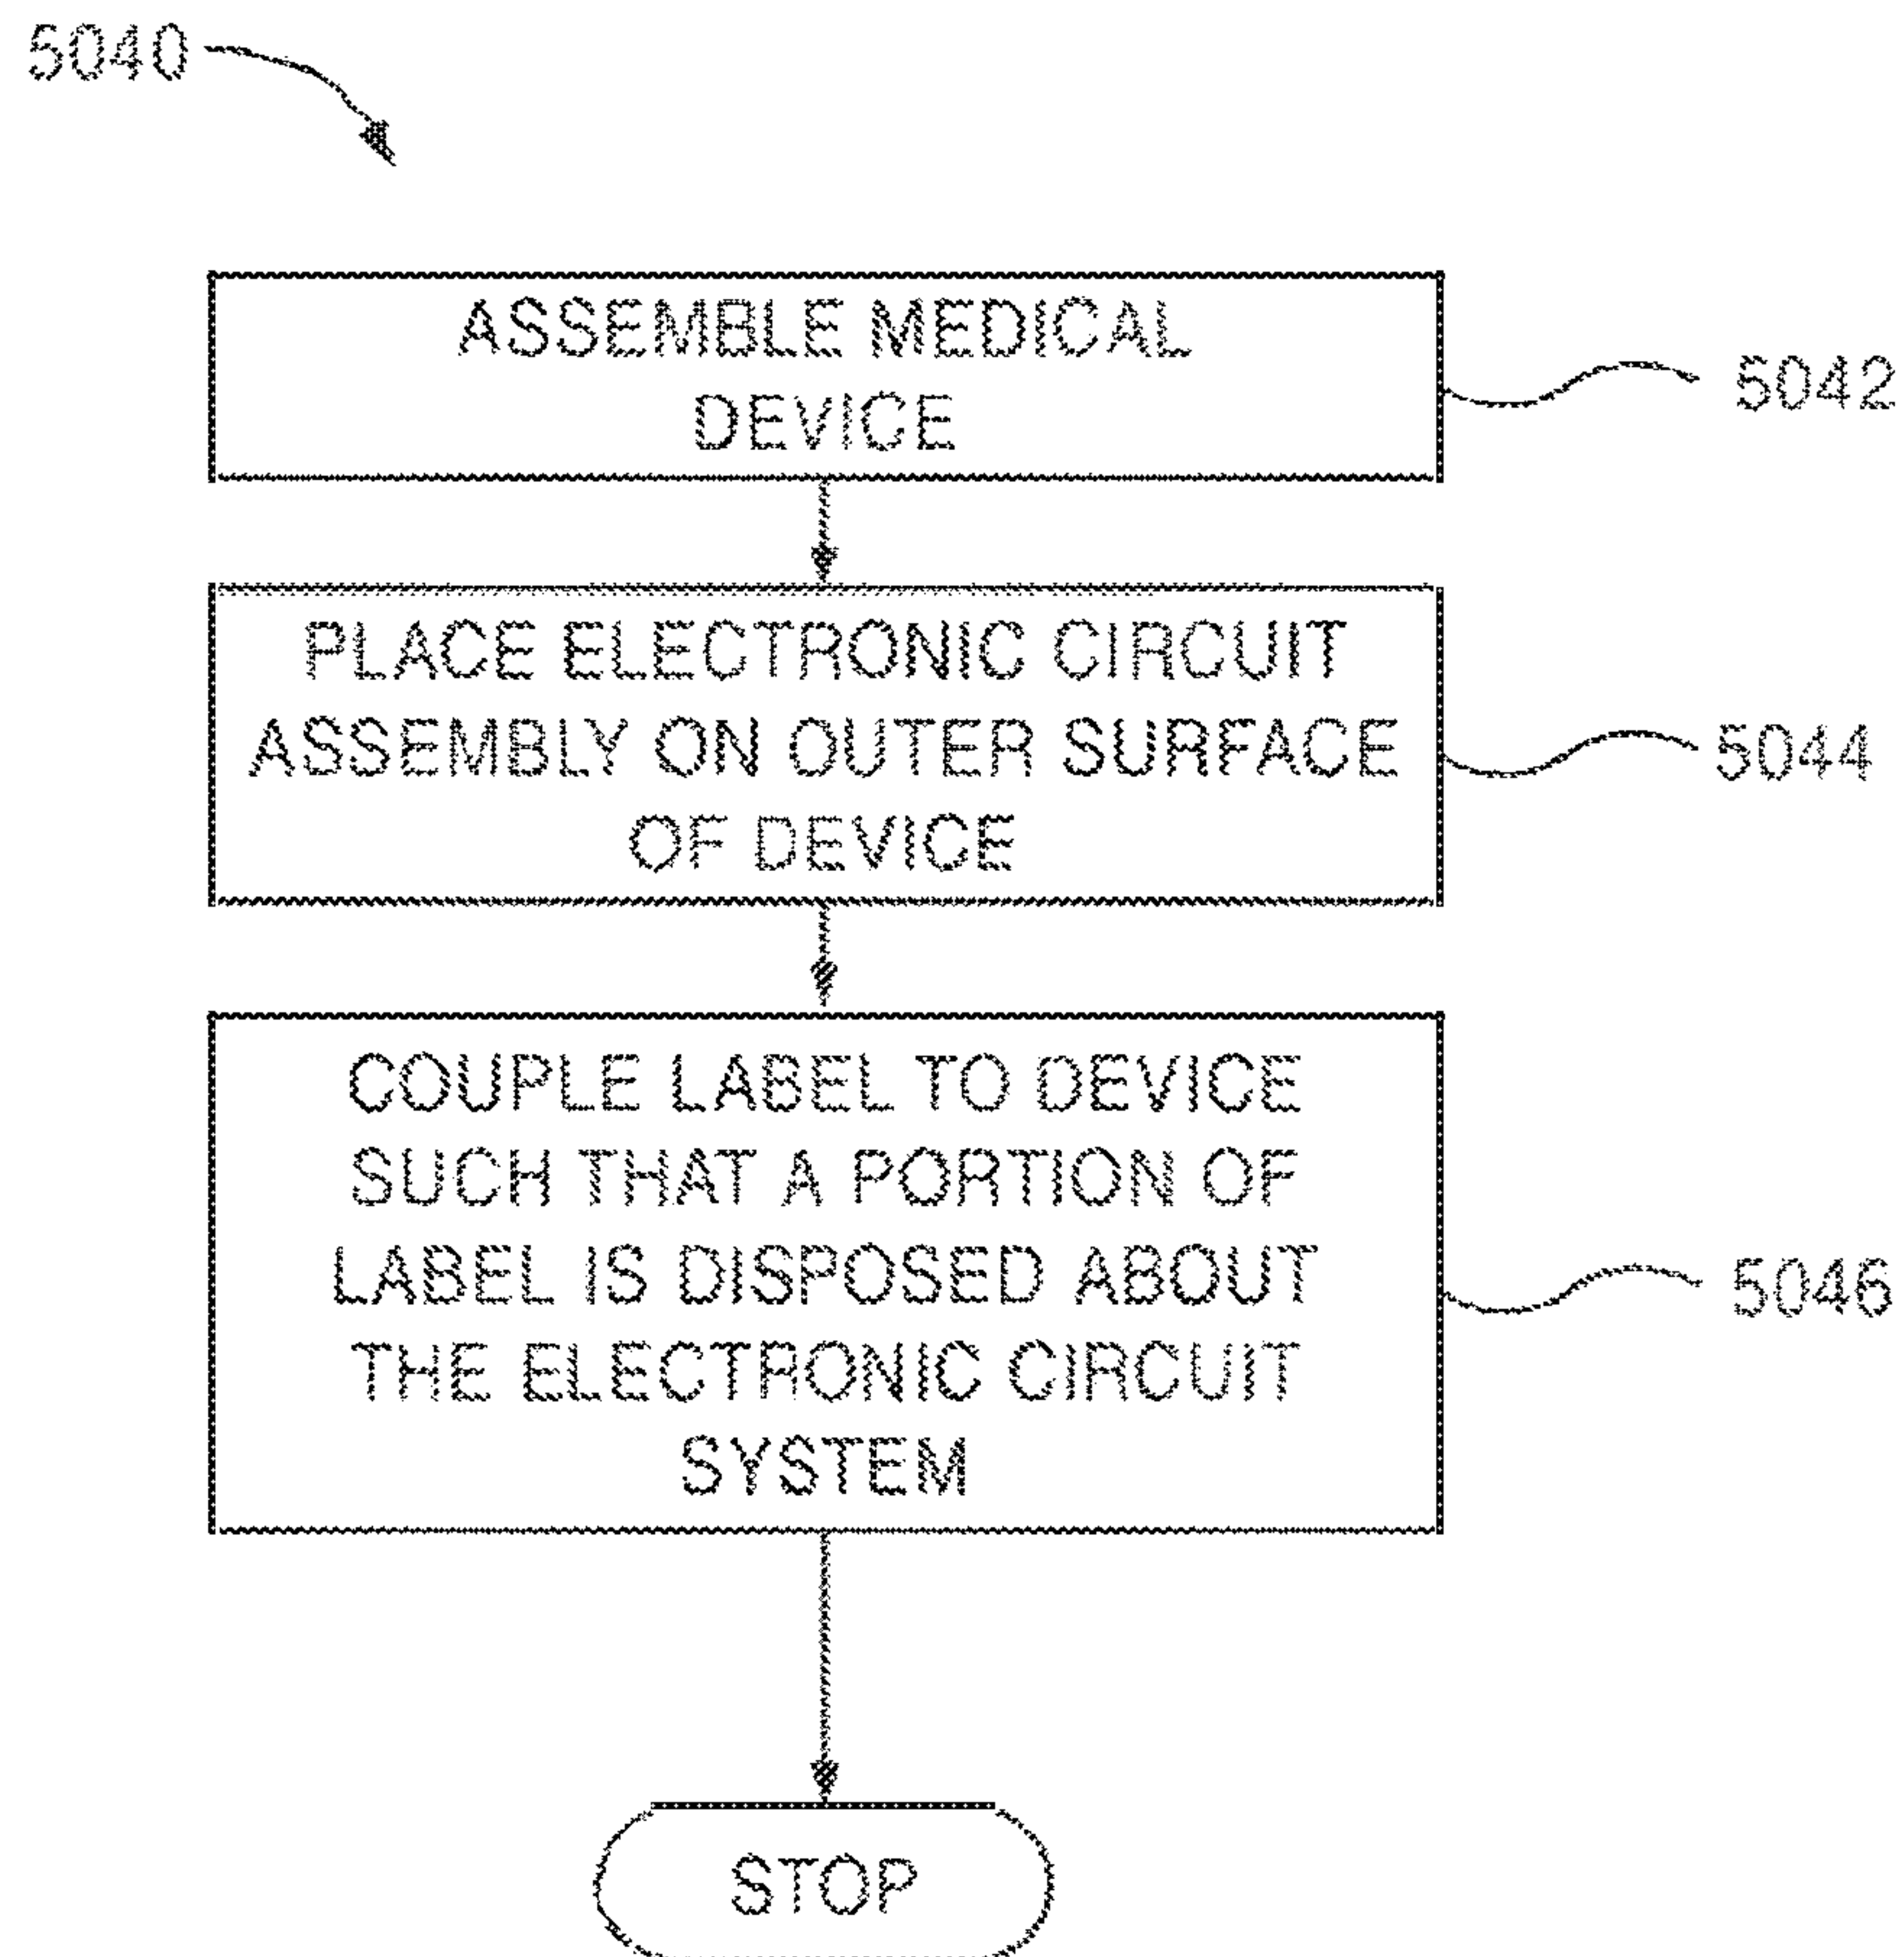 5040
ASSEMBLE MEDICAL
DEVICE
5042
PLACE ELECTRONIC CIRCUIT
ASSEMBLY ON OUTER SURFACE
OF DEVICE
5044
COUPLE LABEL TO DEVICE
SUCH THAT A PORTION OF
LABEL IS DISPOSED ABOUT
THE ELECTRONIC CIRCUIT
SYSTEM
5046
STOP